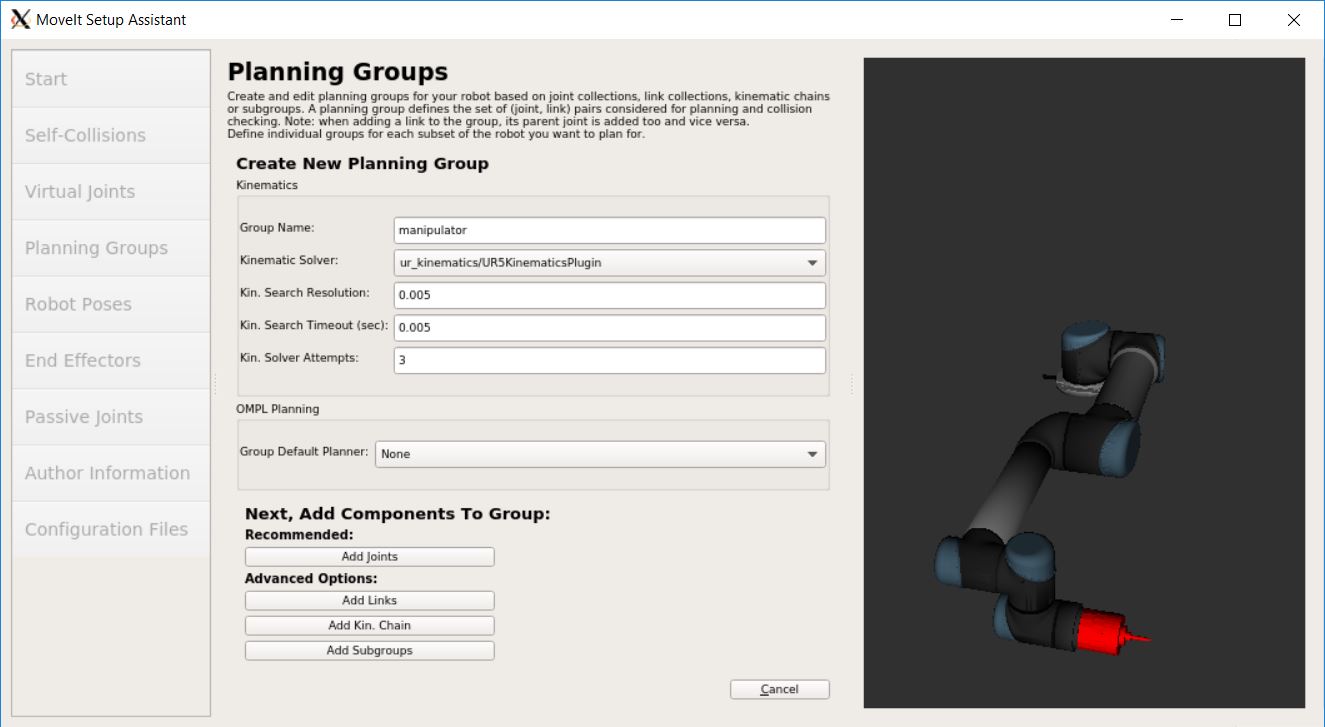 MoveIt Setup Assistant
Start
Self-Collisions
Virtual Joints
Planning Groups
Robot Poses
End Effectors
Passive Joints
Author Information
Configuration Files
Planning Groups
Create and edit planning groups for your robot based on joint collections, link collections, kinematic chains
or subgroups. A planning group defines the set of (joint, link) pairs considered for planning and collision
checking. Note: when adding a link to the group, its parent joint is added too and vice versa.
Define individual groups for each subset of the robot you want to plan for.
Create New Planning Group
Kinematics
Group Name: manipulator
Kinematic Solver: ur_kinematics/UR5KinematicsPlugin
Kin. Search Resolution: 0.005
Kin. Search Timeout (sec): 0.005
Kin. Solver Attempts: 3
OMPL Planning
Group Default Planner: None
Next, Add Components To Group:
Recommended:
Add Joints
Advanced Options:
Add Links
Add Kin. Chain
Add Subgroups
Cancel